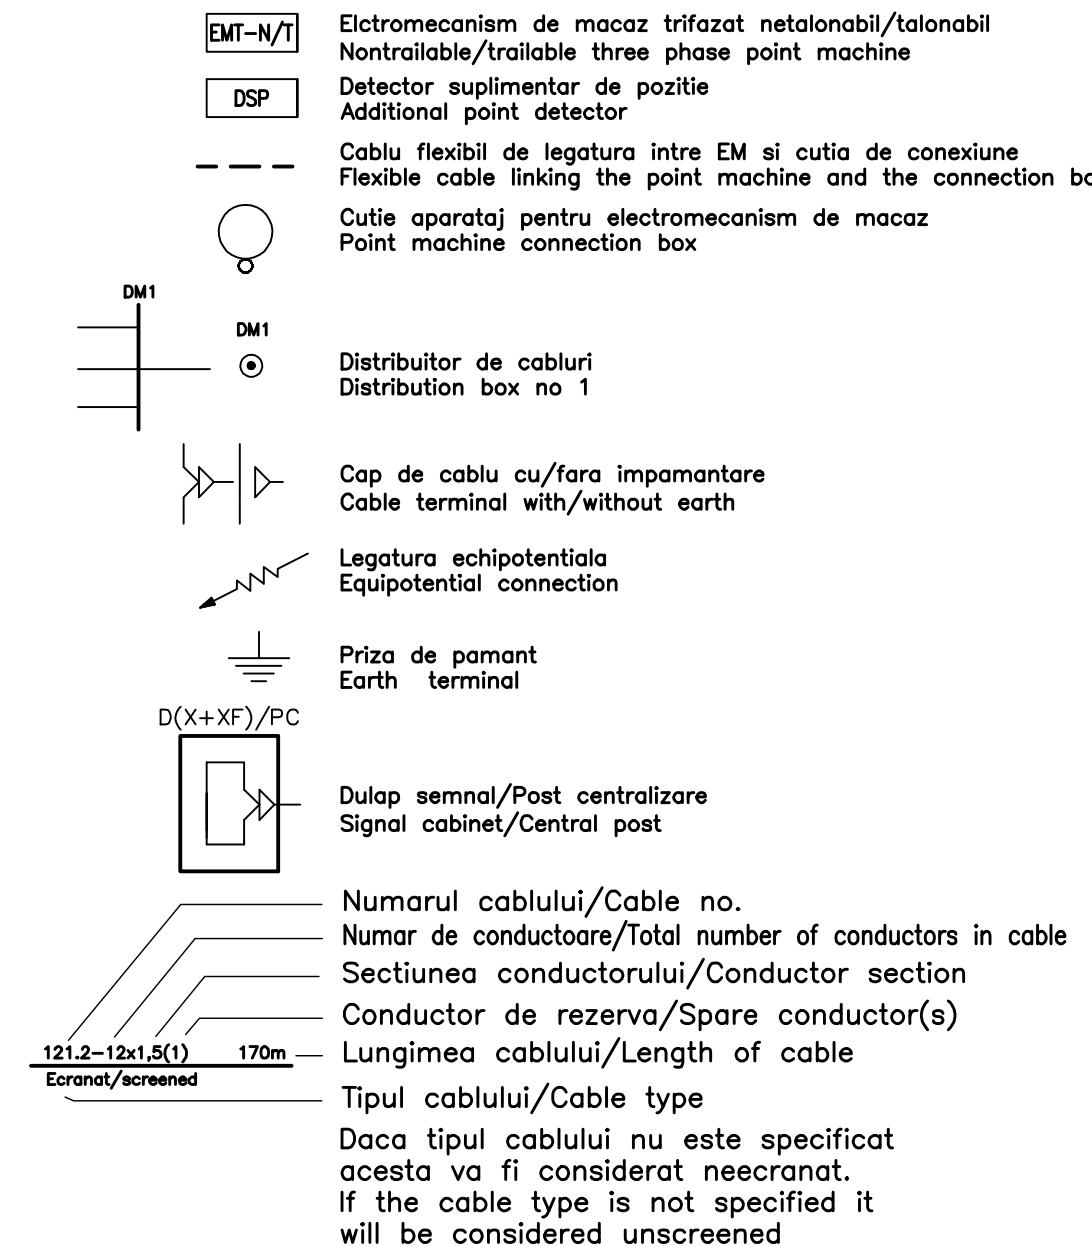 EMT-N/T
Elctromecanism de macaz trifazat netalonabil/talonabil
Nontrailable/trailable three phase point machine
DSP
Detector suplimentar de pozitie
Additional point detector
Cablu flexibil de legatura intre EM si cutia de conexiune
Flexible cable linking the point machine and the connection
Cutie aparataj pentru electromecanism de macaz
Point machine connection box
DM1
DM1
Distribuitor de cabluri
Distribution box no 1
Cap de cablu cu/fara impamantare
Cable terminal with/without earth
Legatura echipotentiala
Equipotential connection
Priza de pamant
Earth terminal
D(X+XF)/PC
Dulap semnal/Post centralizare
Signal cabinet/Central post
Numarul cablului/Cable no.
Numar de conductoare/Total number of conductors in cable
Sectiunea conductorului/Conductor section
Conductor de rezerva/Spare conductor(s)
121.2-12x1,5(1) 170m
Lungimea cablului/Length of cable
Ecranat/screened
Tipul cablului/Cable type
Daca tipul cablului nu este specificat
acesta va fi considerat neecranat.
If the cable type is not specified it
will be considered unscreened